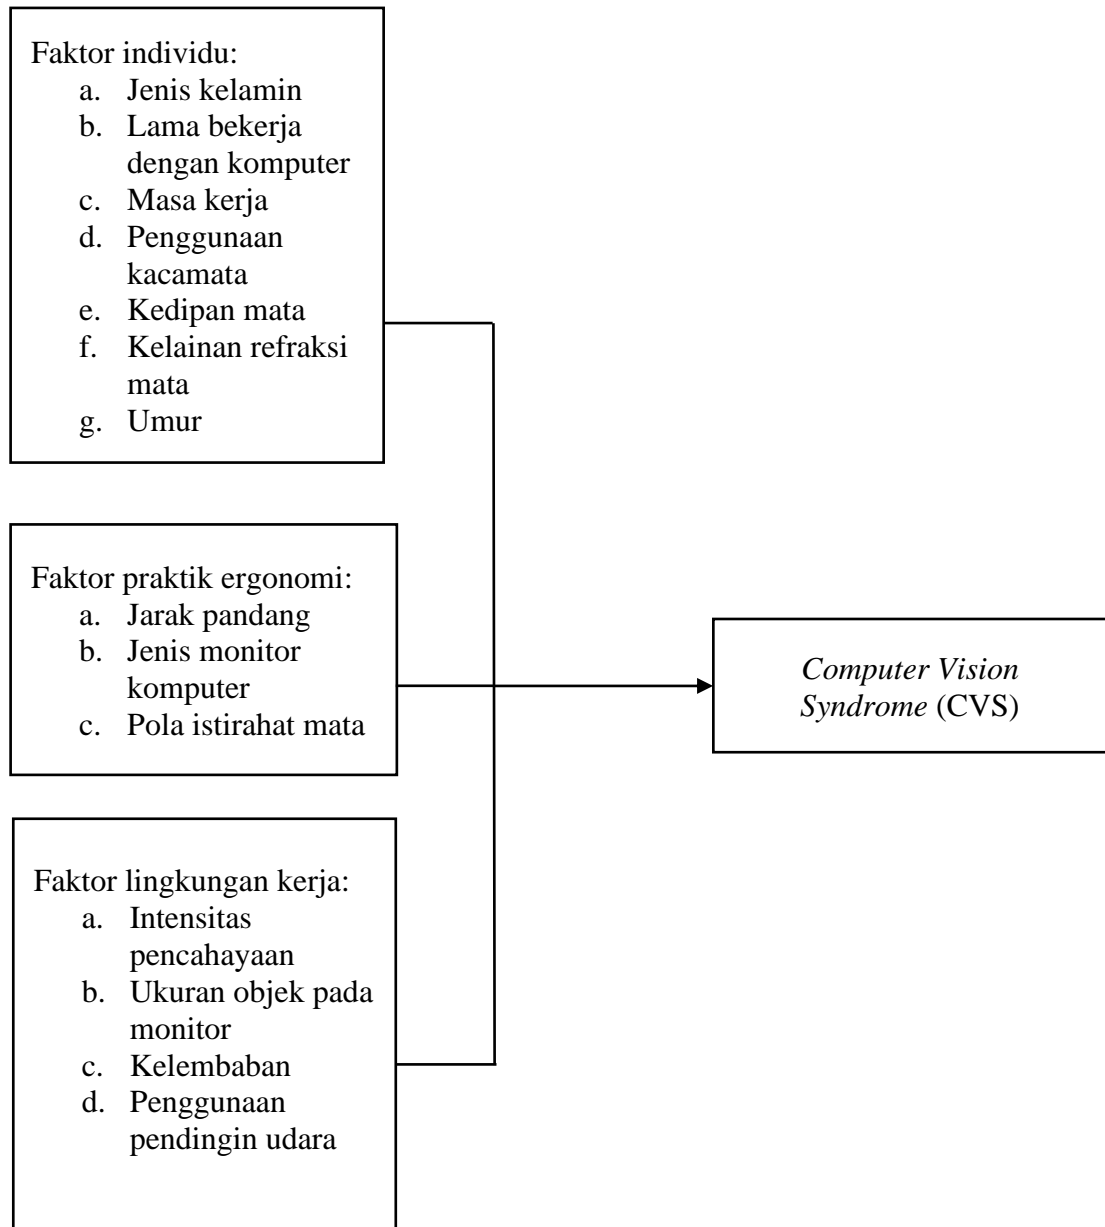 Faktor individu:
a. Jenis kelamin
b. Lama bekerja
dengan komputer
c. Masa kerja
d. Penggunaan
kacamata
e. Kedipan mata
f. Kelainan refraksi
mata
g. Umur
Faktor praktik ergonomi:
a. Jarak pandang
b. Jenis monitor
komputer
c. Pola istirahat mata
Computer Vision
Syndrome (CVS)
Faktor lingkungan kerja:
a. Intensitas
pencahayaan
b. Ukuran objek pada
monitor
c. Kelembaban
d. Penggunaan
pendingin udara